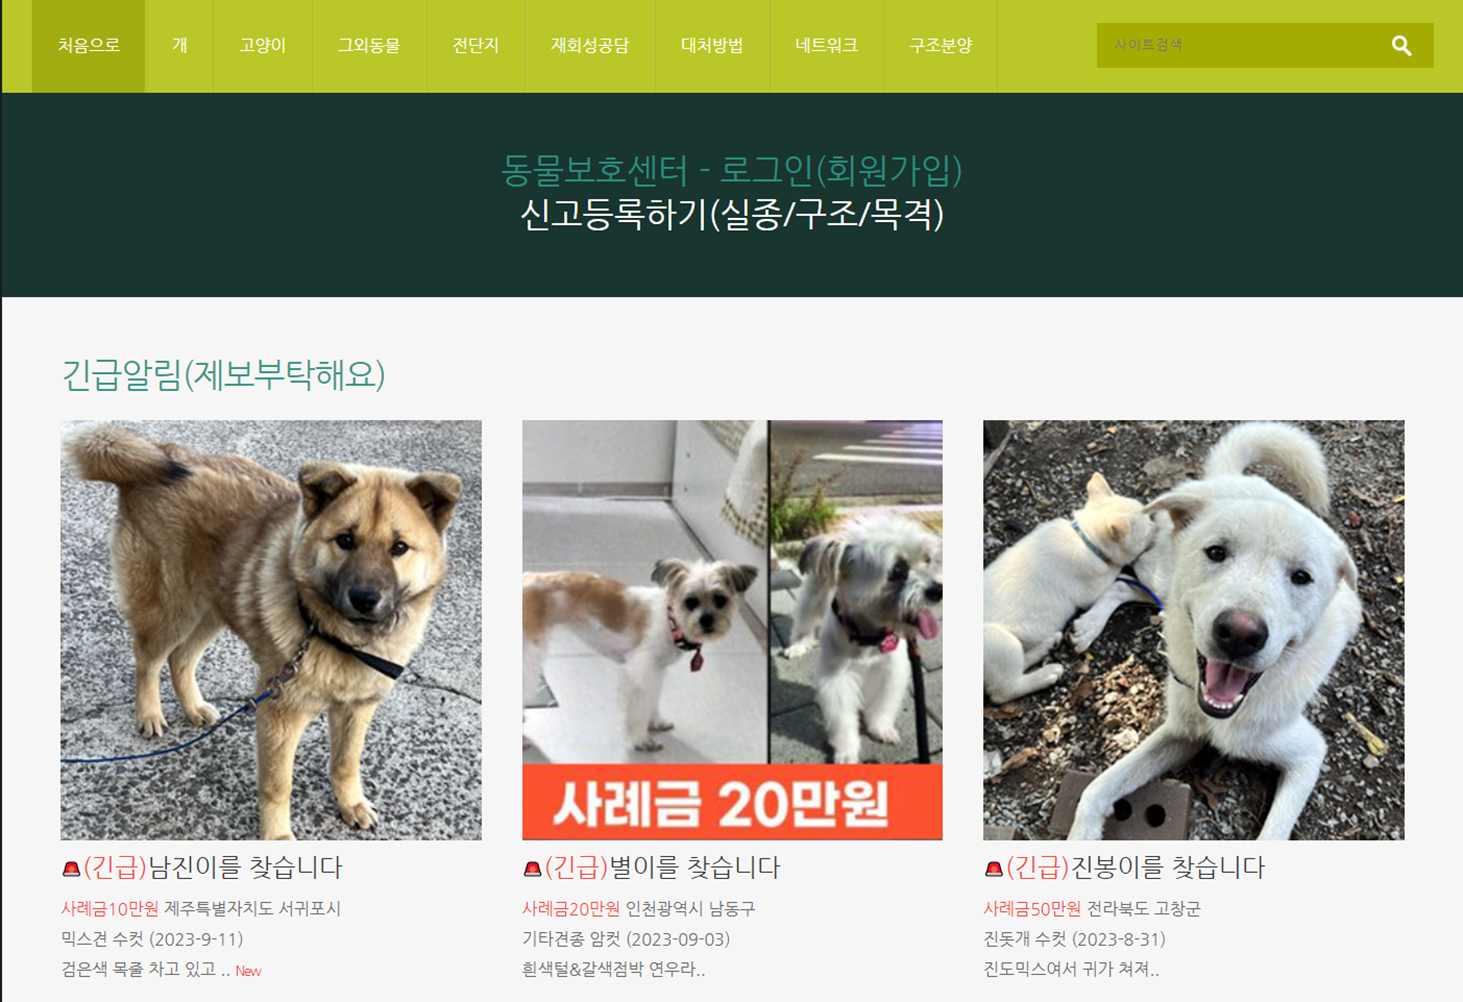 처음으로 개 고양이 그외동물 전단지 재회성공담 대처방법 네트워크 구조분양 사이트검색
동물보호센터 - 로그인(회원가입)
신고등록하기(실종/구조/목격)
긴급알림(제보부탁해요)
사례금 20만원
(긴급)남진이를 찾습니다
사례금10만원 제주특별자치도 서귀포시
믹스견 수컷 (2023-9-11)
검은색 목줄 차고 있고 .. New
(긴급)별이를 찾습니다
사례금20만원 인천광역시 남동구
기타견종 암컷 (2023-09-03)
흰색털&갈색점박 연우라..
(긴급)진봉이를 찾습니다
사례금50만원 전라북도 고창군
진돗개 수컷 (2023-8-31)
진도믹스여서 귀가 쳐져..